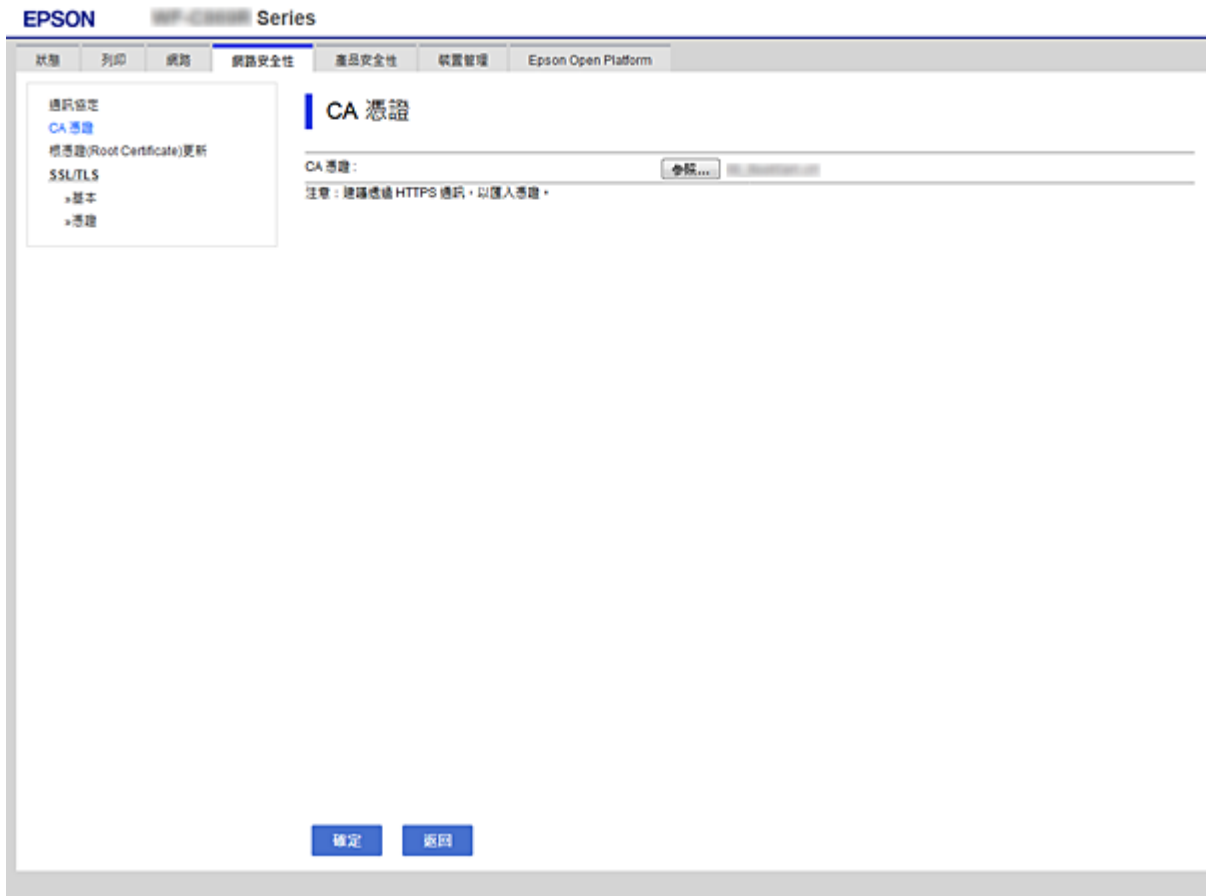 EPSON Series
狀態 列印 網路 網路安全性 產品安全性 裝置管理 Epson Open Platform
通訊協定
CA 憑證
根憑證(Root Certificate)更新
SSL/TLS
»基本
»憑證
CA 憑證
CA 憑證 : 參照...
注意：建議透過 HTTPS 通訊，以匯入憑證。
確定 返回